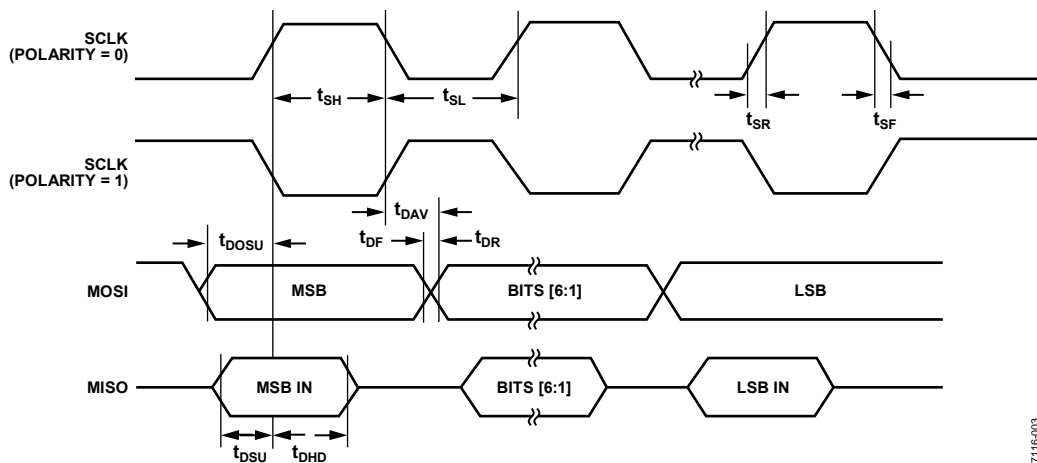 SCLK
(POLARITY = 0)
tSH
tSL
tSR
tSF
SCLK
(POLARITY = 1)
tDAV
tDOSU
tDF
tDR
MOSI
MSB
BITS [6:1]
LSB
MISO
MSB IN
BITS [6:1]
LSB IN
tDSU
tDHD
7116-003